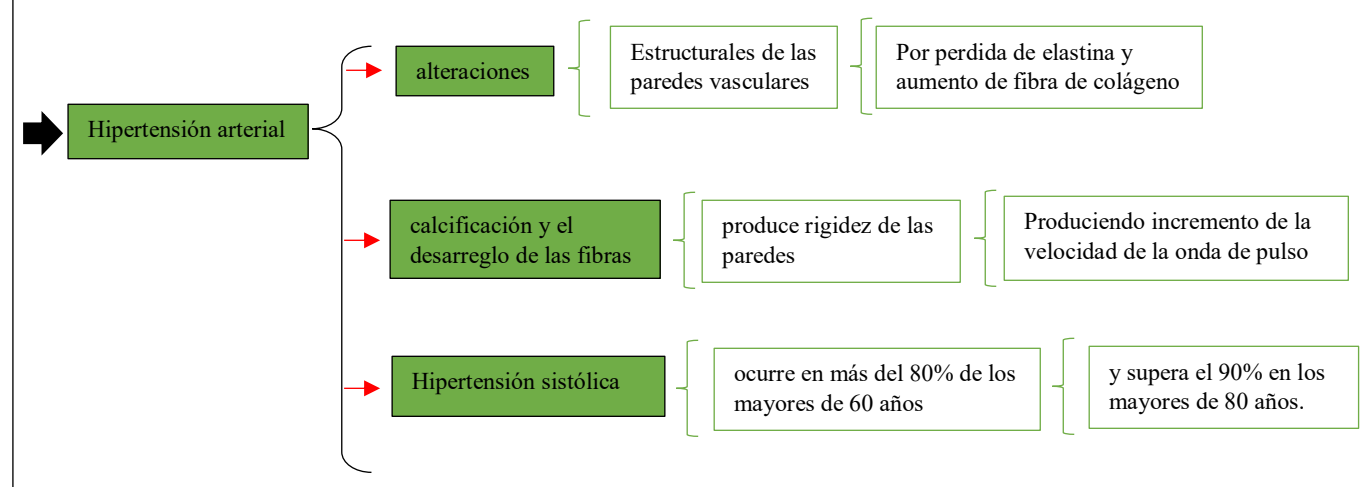 Hipertensión arterial
alteraciones
Estructurales de las
paredes vasculares
Por perdida de elastina y
aumento de fibra de colágeno
calcificación y el
desarreglo de las fibras
produce rigidez de las
paredes
Produciendo incremento de la
velocidad de la onda de pulso
Hipertensión sistólica
ocurre en más del 80% de los
mayores de 60 años
y supera el 90% en los
mayores de 80 años.